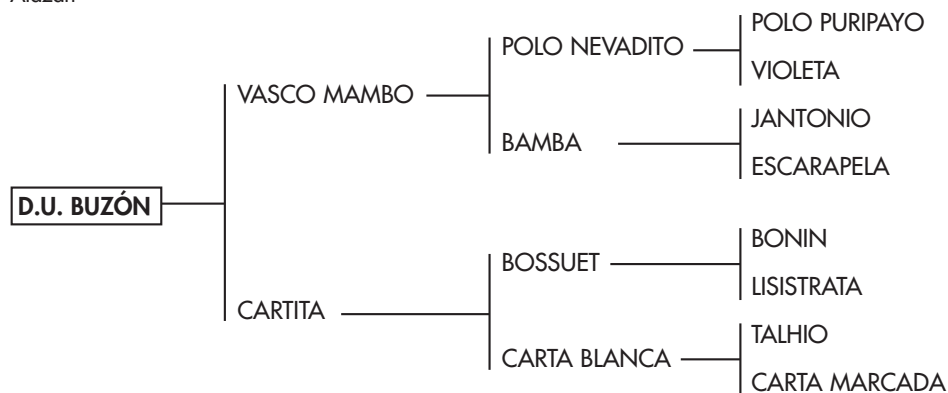 Alazán
POLO PURIPAYO
POLO NEVADITO
VIOLETA
VASCO MAMBO
JANTONIO
BAMBA
ESCARAPELA
D.U. BUZÓN
BONIN
BOSSUET
LISISTRATA
CARTITA
TALHIO
CARTA BLANCA
CARTA MARCADA